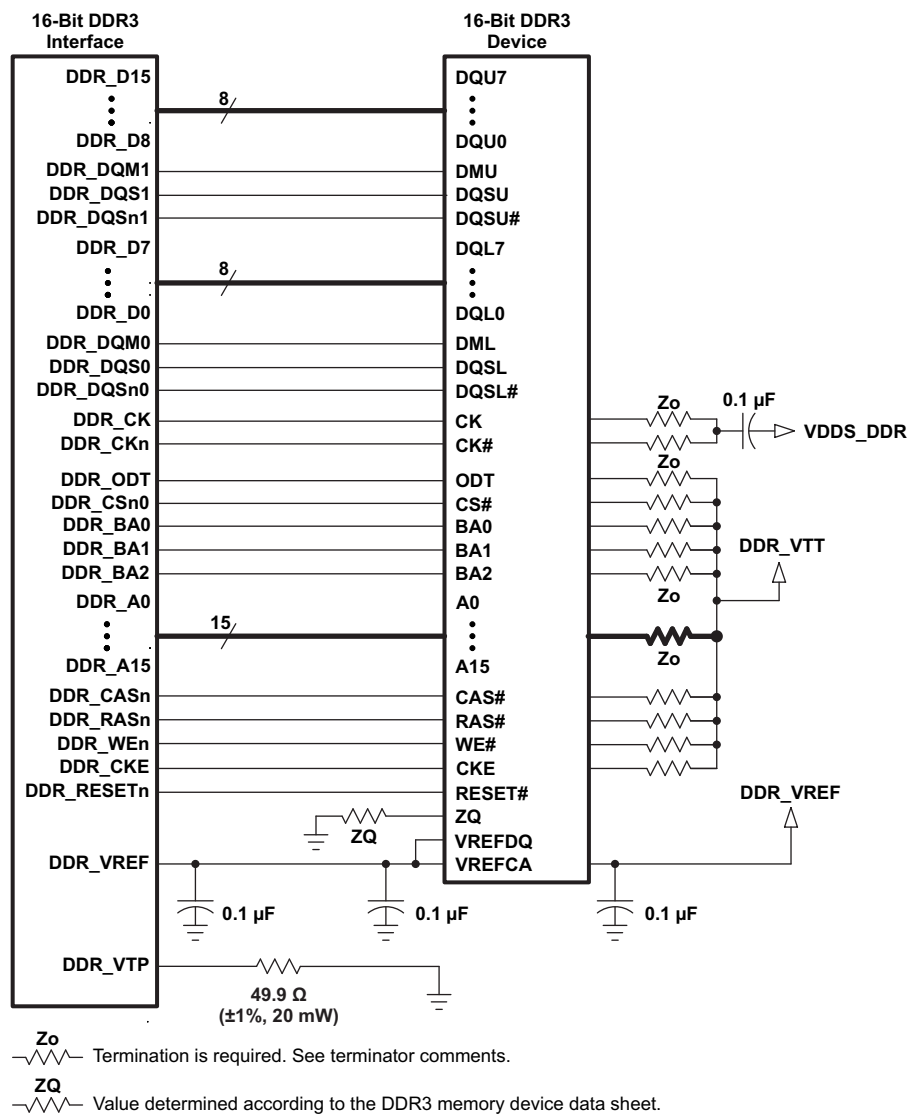 16-Bit DDR3
Interface
16-Bit DDR3
Device
DDR_D15
8
DQU7
DDR_D8
DQU0
DDR_DQM1
DMU
DDR_DQS1
DQSU
DDR_DQSn1
DQSU#
DDR_D7
8
DQL7
DDR_D0
DQL0
DDR_DQM0
DML
DDR_DQS0
DQSL
DDR_DQSn0
DQSL#
Zo
0.1 µF
DDR_CK
CK
VDDS_DDR
DDR_CKn
CK#
Zo
DDR_ODT
ODT
DDR_CSn0
CS#
DDR_BA0
BA0
DDR_BA1
BA1
DDR_VTT
DDR_BA2
BA2
Zo
DDR_A0
A0
15
Zo
DDR_A15
A15
DDR_CASn
CAS#
DDR_RASn
RAS#
DDR_WEn
WE#
DDR_CKE
CKE
DDR_RESETn
RESET#
DDR_VREF
ZQ
ZQ
VREFDQ
DDR_VREF
VREFCA
0.1 µF
0.1 µF
0.1 µF
DDR_VTP
49.9 Ω
(±1%, 20 mW)
Zo
Termination is required. See terminator comments.
ZQ
Value determined according to the DDR3 memory device data sheet.